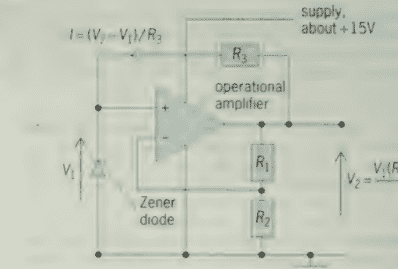 supply,
about +15V
I=(V₂−V₁)/R₃
R₃
operational
amplifier
+
−
V₁
R₁
V₂ = V₁(R
Zener
diode
R₂